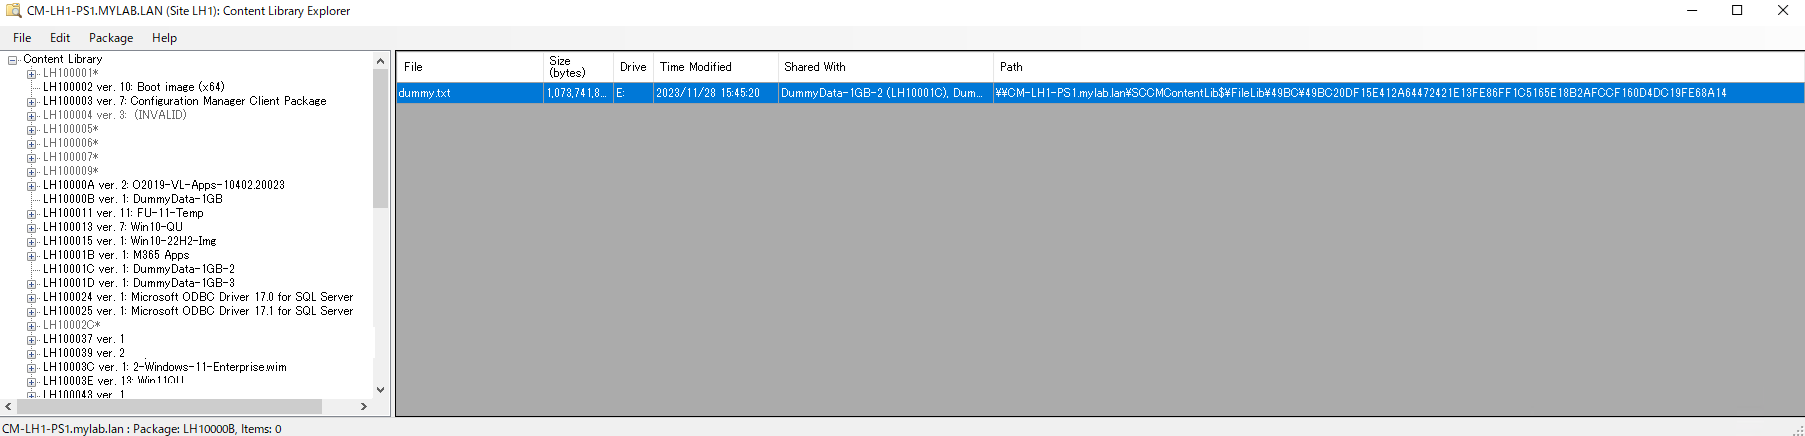 CM-LH1-PS1.MYLAB.LAN (Site LH1): Content Library Explorer
File Edit Package Help
Content Library
LH100001*
LH100002 ver. 10: Boot image (x64)
LH100003 ver. 7: Configuration Manager Client Package
LH100004 ver. 3: (INVALID)
LH100005*
LH100006*
LH100007*
LH100009*
LH10000A ver. 2: O2019-VL-Apps-10402.20023
LH10000B ver. 1: DummyData-1GB
LH100011 ver. 11: FU-11-Temp
LH100013 ver. 7: Win10-QU
LH100015 ver. 1: Win10-22H2-Img
LH10001B ver. 1: M365 Apps
LH10001C ver. 1: DummyData-1GB-2
LH10001D ver. 1: DummyData-1GB-3
LH100024 ver. 1: Microsoft ODBC Driver 17.0 for SQL Server
LH100025 ver. 1: Microsoft ODBC Driver 17.1 for SQL Server
LH10002C*
LH100037 ver. 1
LH100039 ver. 2
LH10003C ver. 1: 2-Windows-11-Enterprise.wim
LH10003E ver. 13: Win11QU
LH100043 ver. 1
File Size (bytes) Drive Time Modified Shared With Path
dummy.txt 1,073,741,8... E: 2023/11/28 15:45:20 DummyData-1GB-2 (LH10001C), Dum... ¥¥CM-LH1-PS1.mylab.lan¥SCCMContentLib$¥FileLib¥49BC¥49BC20DF15E412A64472421E13FE86FF1C5165E18B2AFCCF160D4DC19FE68A14
CM-LH1-PS1.mylab.lan : Package: LH10000B, Items: 0